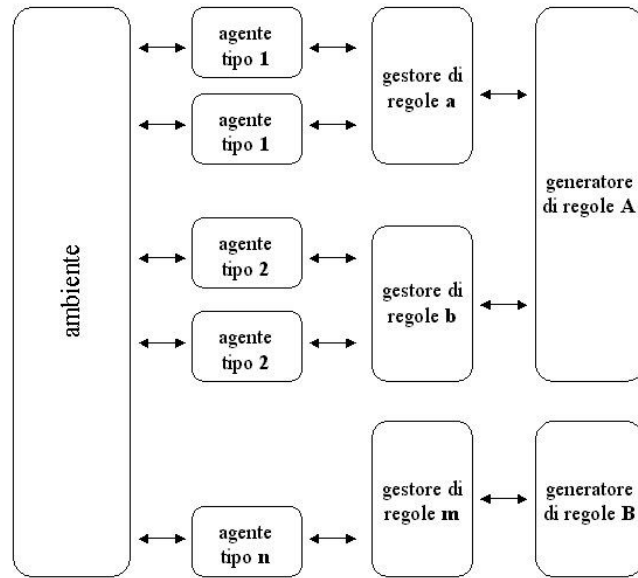 ambiente
agente
tipo 1
agente
tipo 1
gestore di
regole a
generatore
di regole A
agente
tipo 2
agente
tipo 2
gestore di
regole b
agente
tipo n
gestore di
regole m
generatore
di regole B